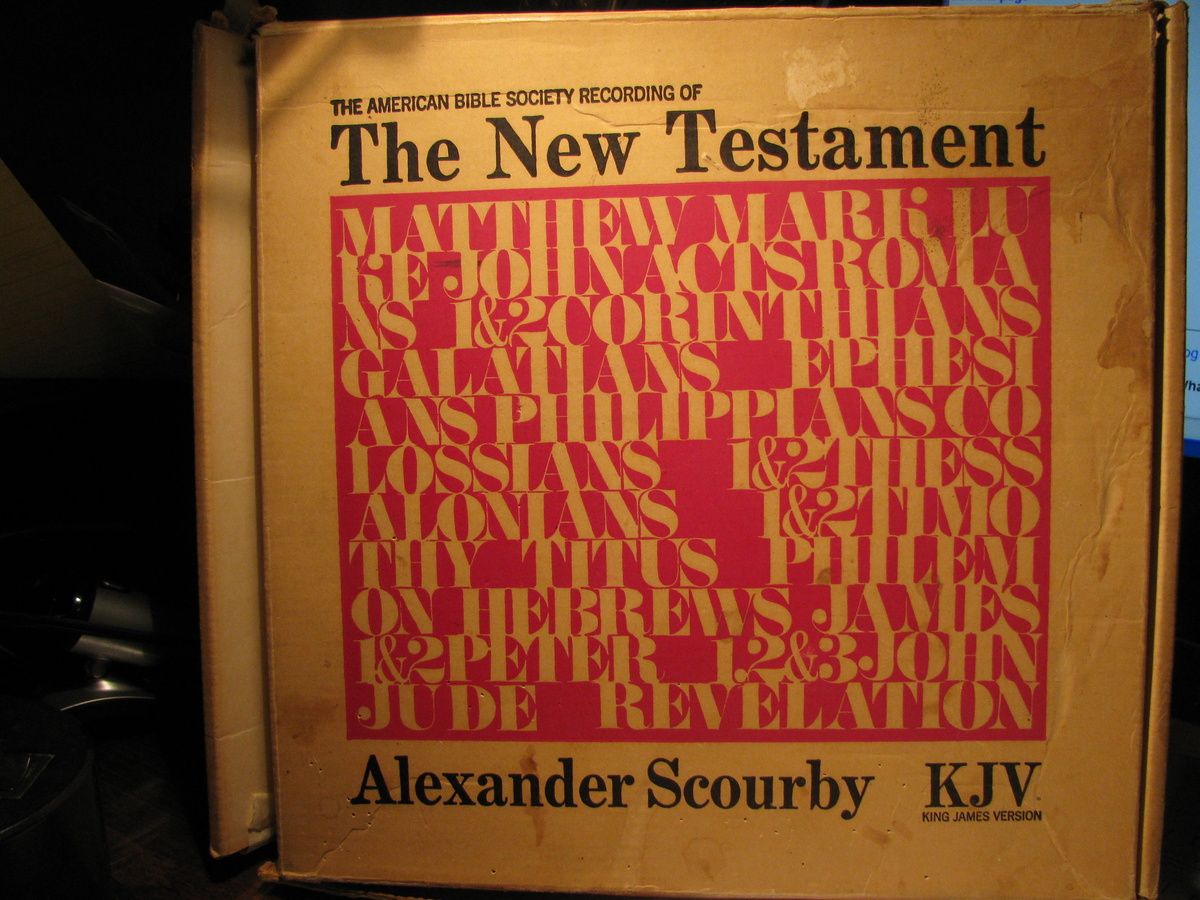 THE AMERICAN BIBLE SOCIETY RECORDING OF
The New Testament
MATTHEW MARK LU
KE JOHN ACTS ROMA
NS 1&2 CORINTHIANS
GALATIANS EPHESI
ANS PHILIPPIANS CO
LOSSIANS 1&2 THESS
ALONIANS 1&2 TIMO
THY TITUS PHILEM
ON HEBREWS JAMES
1&2 PETER 1.2&3 JOHN
JUDE REVELATION
Alexander Scourby KJV
KING JAMES VERSION